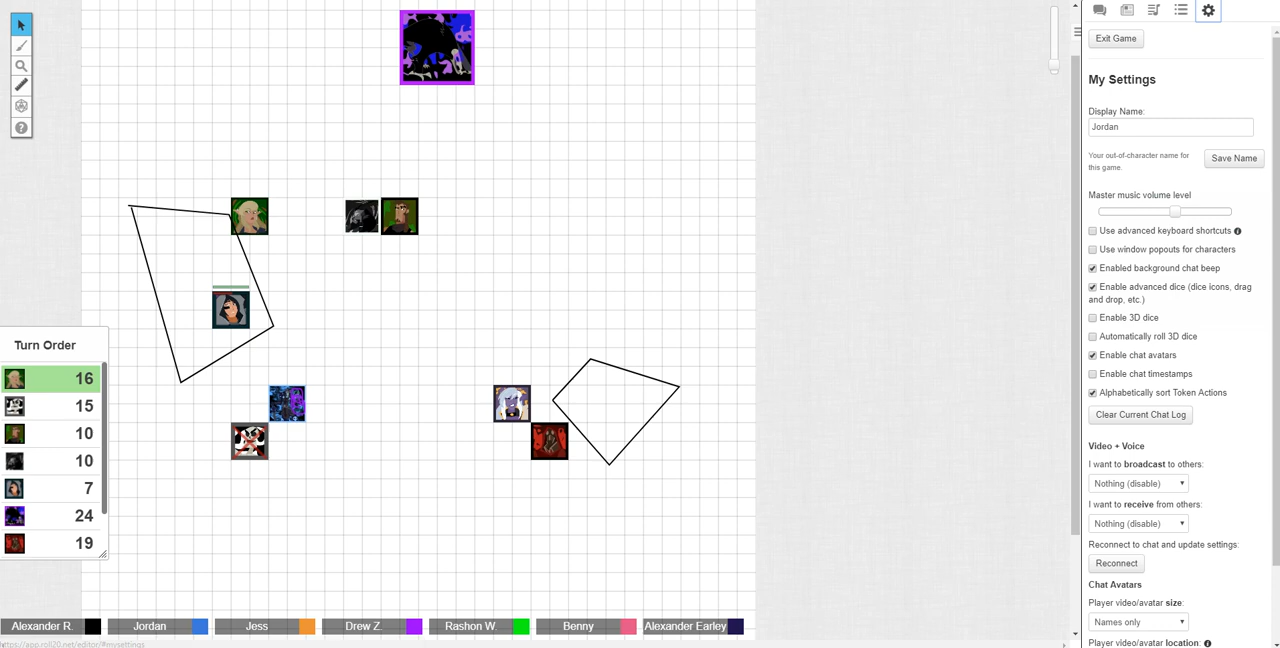 Exit Game
My Settings
Display Name:
Jordan
Your out-of-character name for
this game.
Save Name
Master music volume level
Use advanced keyboard shortcuts
Use window popouts for characters
Enabled background chat beep
Enable advanced dice (dice icons, drag
and drop, etc.)
Enable 3D dice
Automatically roll 3D dice
Enable chat avatars
Enable chat timestamps
Alphabetically sort Token Actions
Clear Current Chat Log
Video + Voice
I want to broadcast to others:
Nothing (disable)
I want to receive from others:
Nothing (disable)
Reconnect to chat and update settings:
Reconnect
Chat Avatars
Player video/avatar size:
Names only
Player video/avatar location:
Turn Order
16
15
10
10
7
24
19
Alexander R.
Jordan
Jess
Drew Z.
Rashon W.
Benny
Alexander Earley
https://app.roll20.net/editor/#mysettings